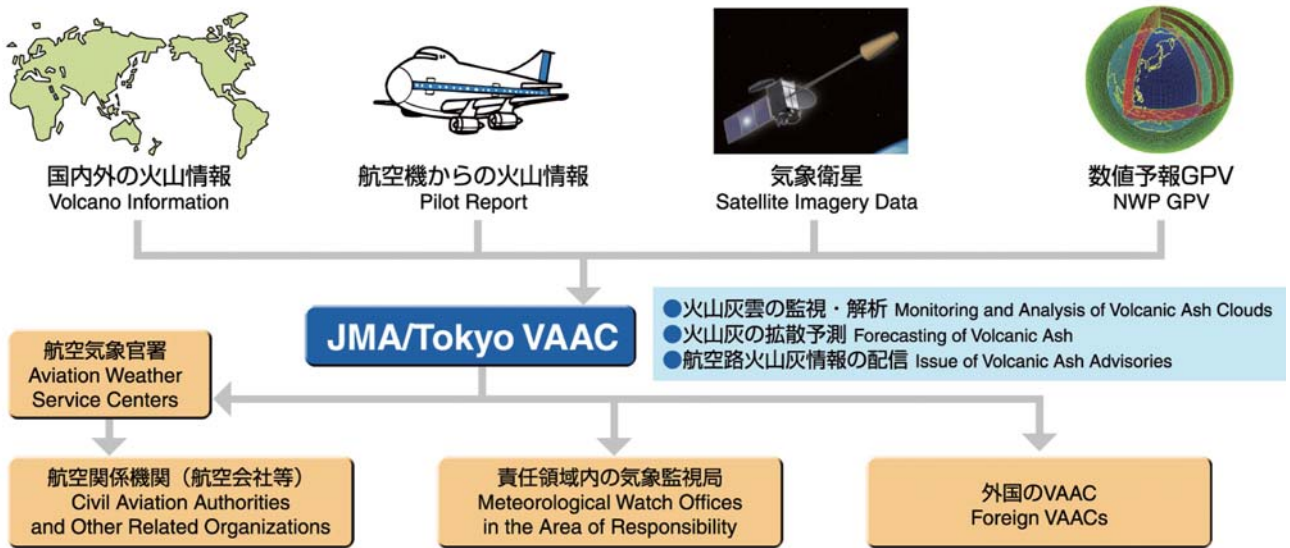 国内外の火山情報
Volcano Information
航空機からの火山情報
Pilot Report
気象衛星
Satellite Imagery Data
数値予報GPV
NWP GPV
JMA/Tokyo VAAC
●火山灰雲の監視・解析 Monitoring and Analysis of Volcanic Ash Clouds
●火山灰の拡散予測 Forecasting of Volcanic Ash
●航空路火山灰情報の配信 Issue of Volcanic Ash Advisories
航空気象官署
Aviation Weather
Service Centers
航空関係機関（航空会社等）
Civil Aviation Authorities
and Other Related Organizations
責任領域内の気象監視局
Meteorological Watch Offices
in the Area of Responsibility
外国のVAAC
Foreign VAACs